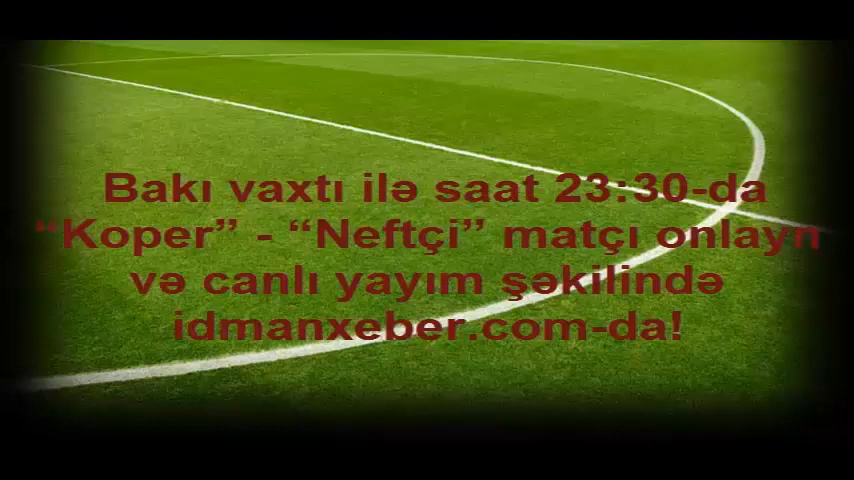 Bakı vaxtı ilə saat 23:30-da
“Koper” - “Neftçi” matçı onlayn
və canlı yayım şəkilində
idmanxeber.com-da!